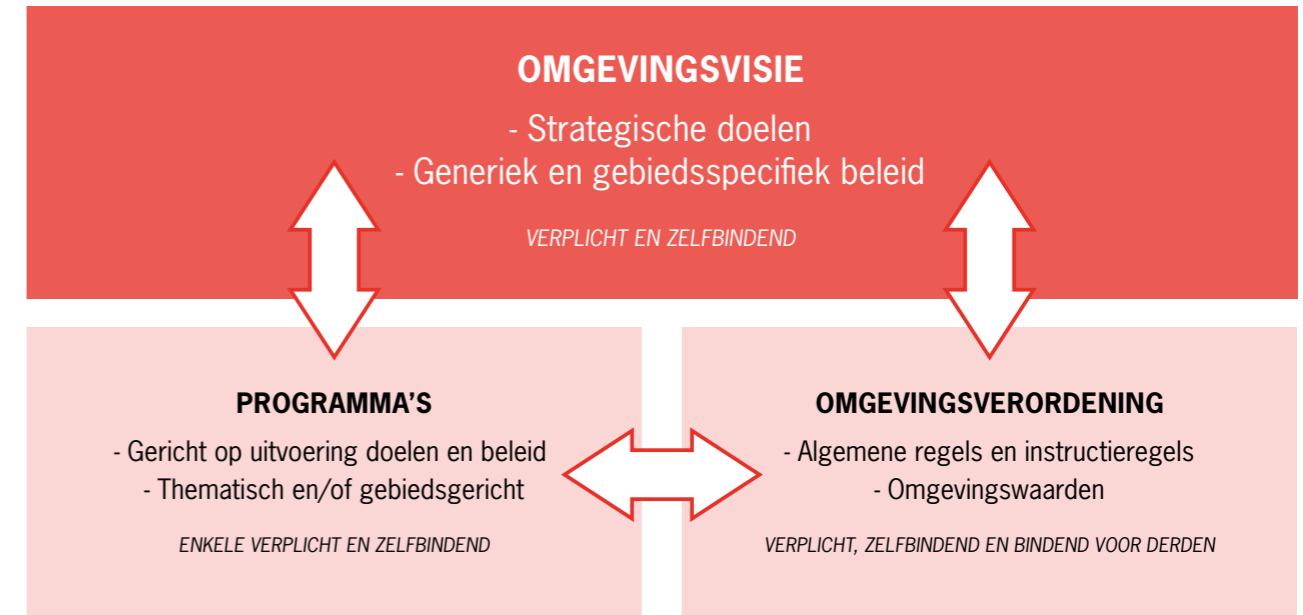 OMGEVINGSVISIE
- Strategische doelen
- Generiek en gebiedsspecifiek beleid
VERPLICHT EN ZELFBINDEND
PROGRAMMA'S
- Gericht op uitvoering doelen en beleid
- Thematisch en/of gebiedsgericht
ENKELE VERPLICHT EN ZELFBINDEND
OMGEVINGSVERORDENING
- Algemene regels en instructieregels
- Omgevingswaarden
VERPLICHT, ZELFBINDEND EN BINDEND VOOR DERDEN